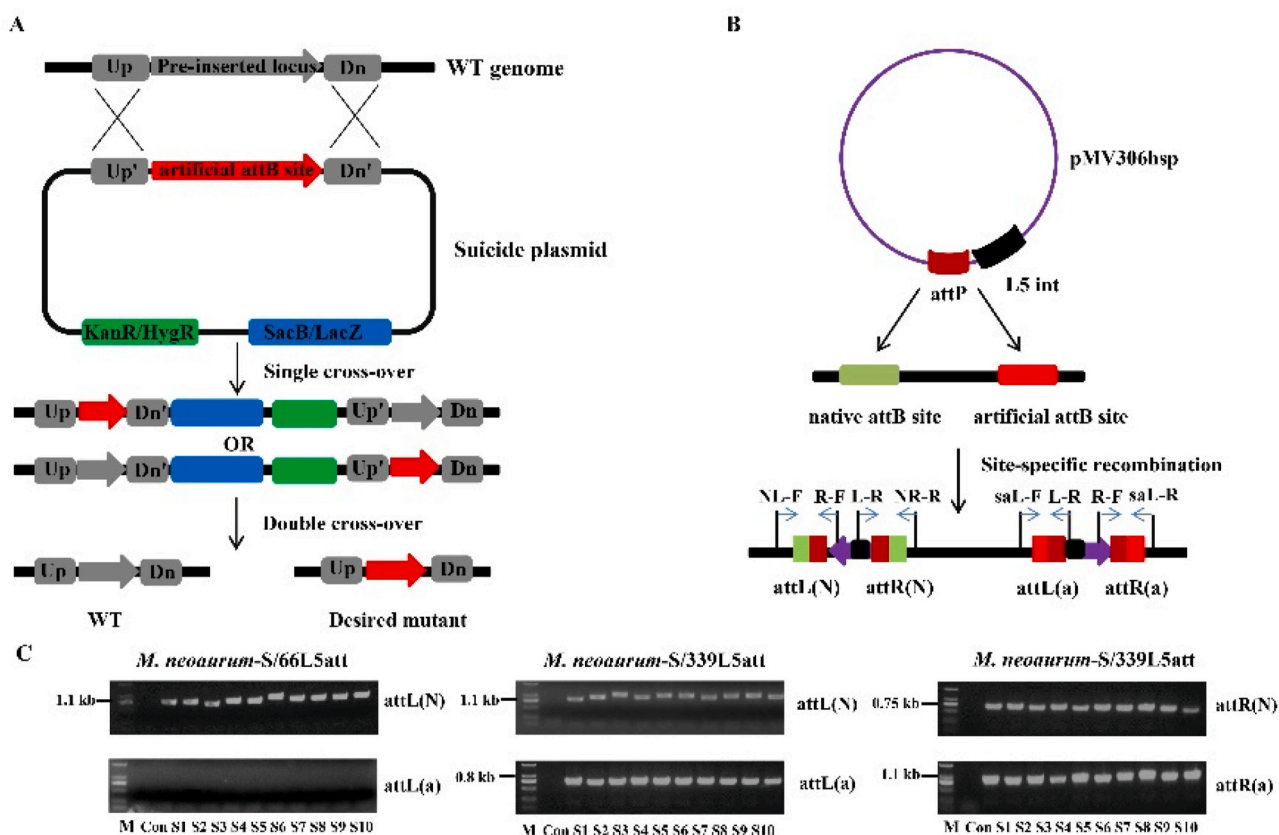 A
Up Pre-inserted locus Dn
WT genome
Up' artificial attB site Dn'
Suicide plasmid
KanR/HygR SacB/LacZ
Single cross-over
Up Dn' Up' Dn
OR
Up Dn' Up' Dn
Double cross-over
Up Dn Up Dn
WT Desired mutant
B
pMV306hsp
attP
L5 int
native attB site artificial attB site
Site-specific recombination
NL-F R-F L-R NR-R saL-F L-R R-F saL-R
attL(N) attR(N) attL(a) attR(a)
C
M. neoaurum-S/66L5att
1.1 kb attL(N)
attL(a)
M Con S1 S2 S3 S4 S5 S6 S7 S8 S9 S10
M. neoaurum-S/339L5att
1.1 kb attL(N)
0.8 kb attL(a)
M Con S1 S2 S3 S4 S5 S6 S7 S8 S9 S10
M. neoaurum-S/339L5att
0.75 kb attR(N)
1.1 kb attR(a)
M Con S1 S2 S3 S4 S5 S6 S7 S8 S9 S10